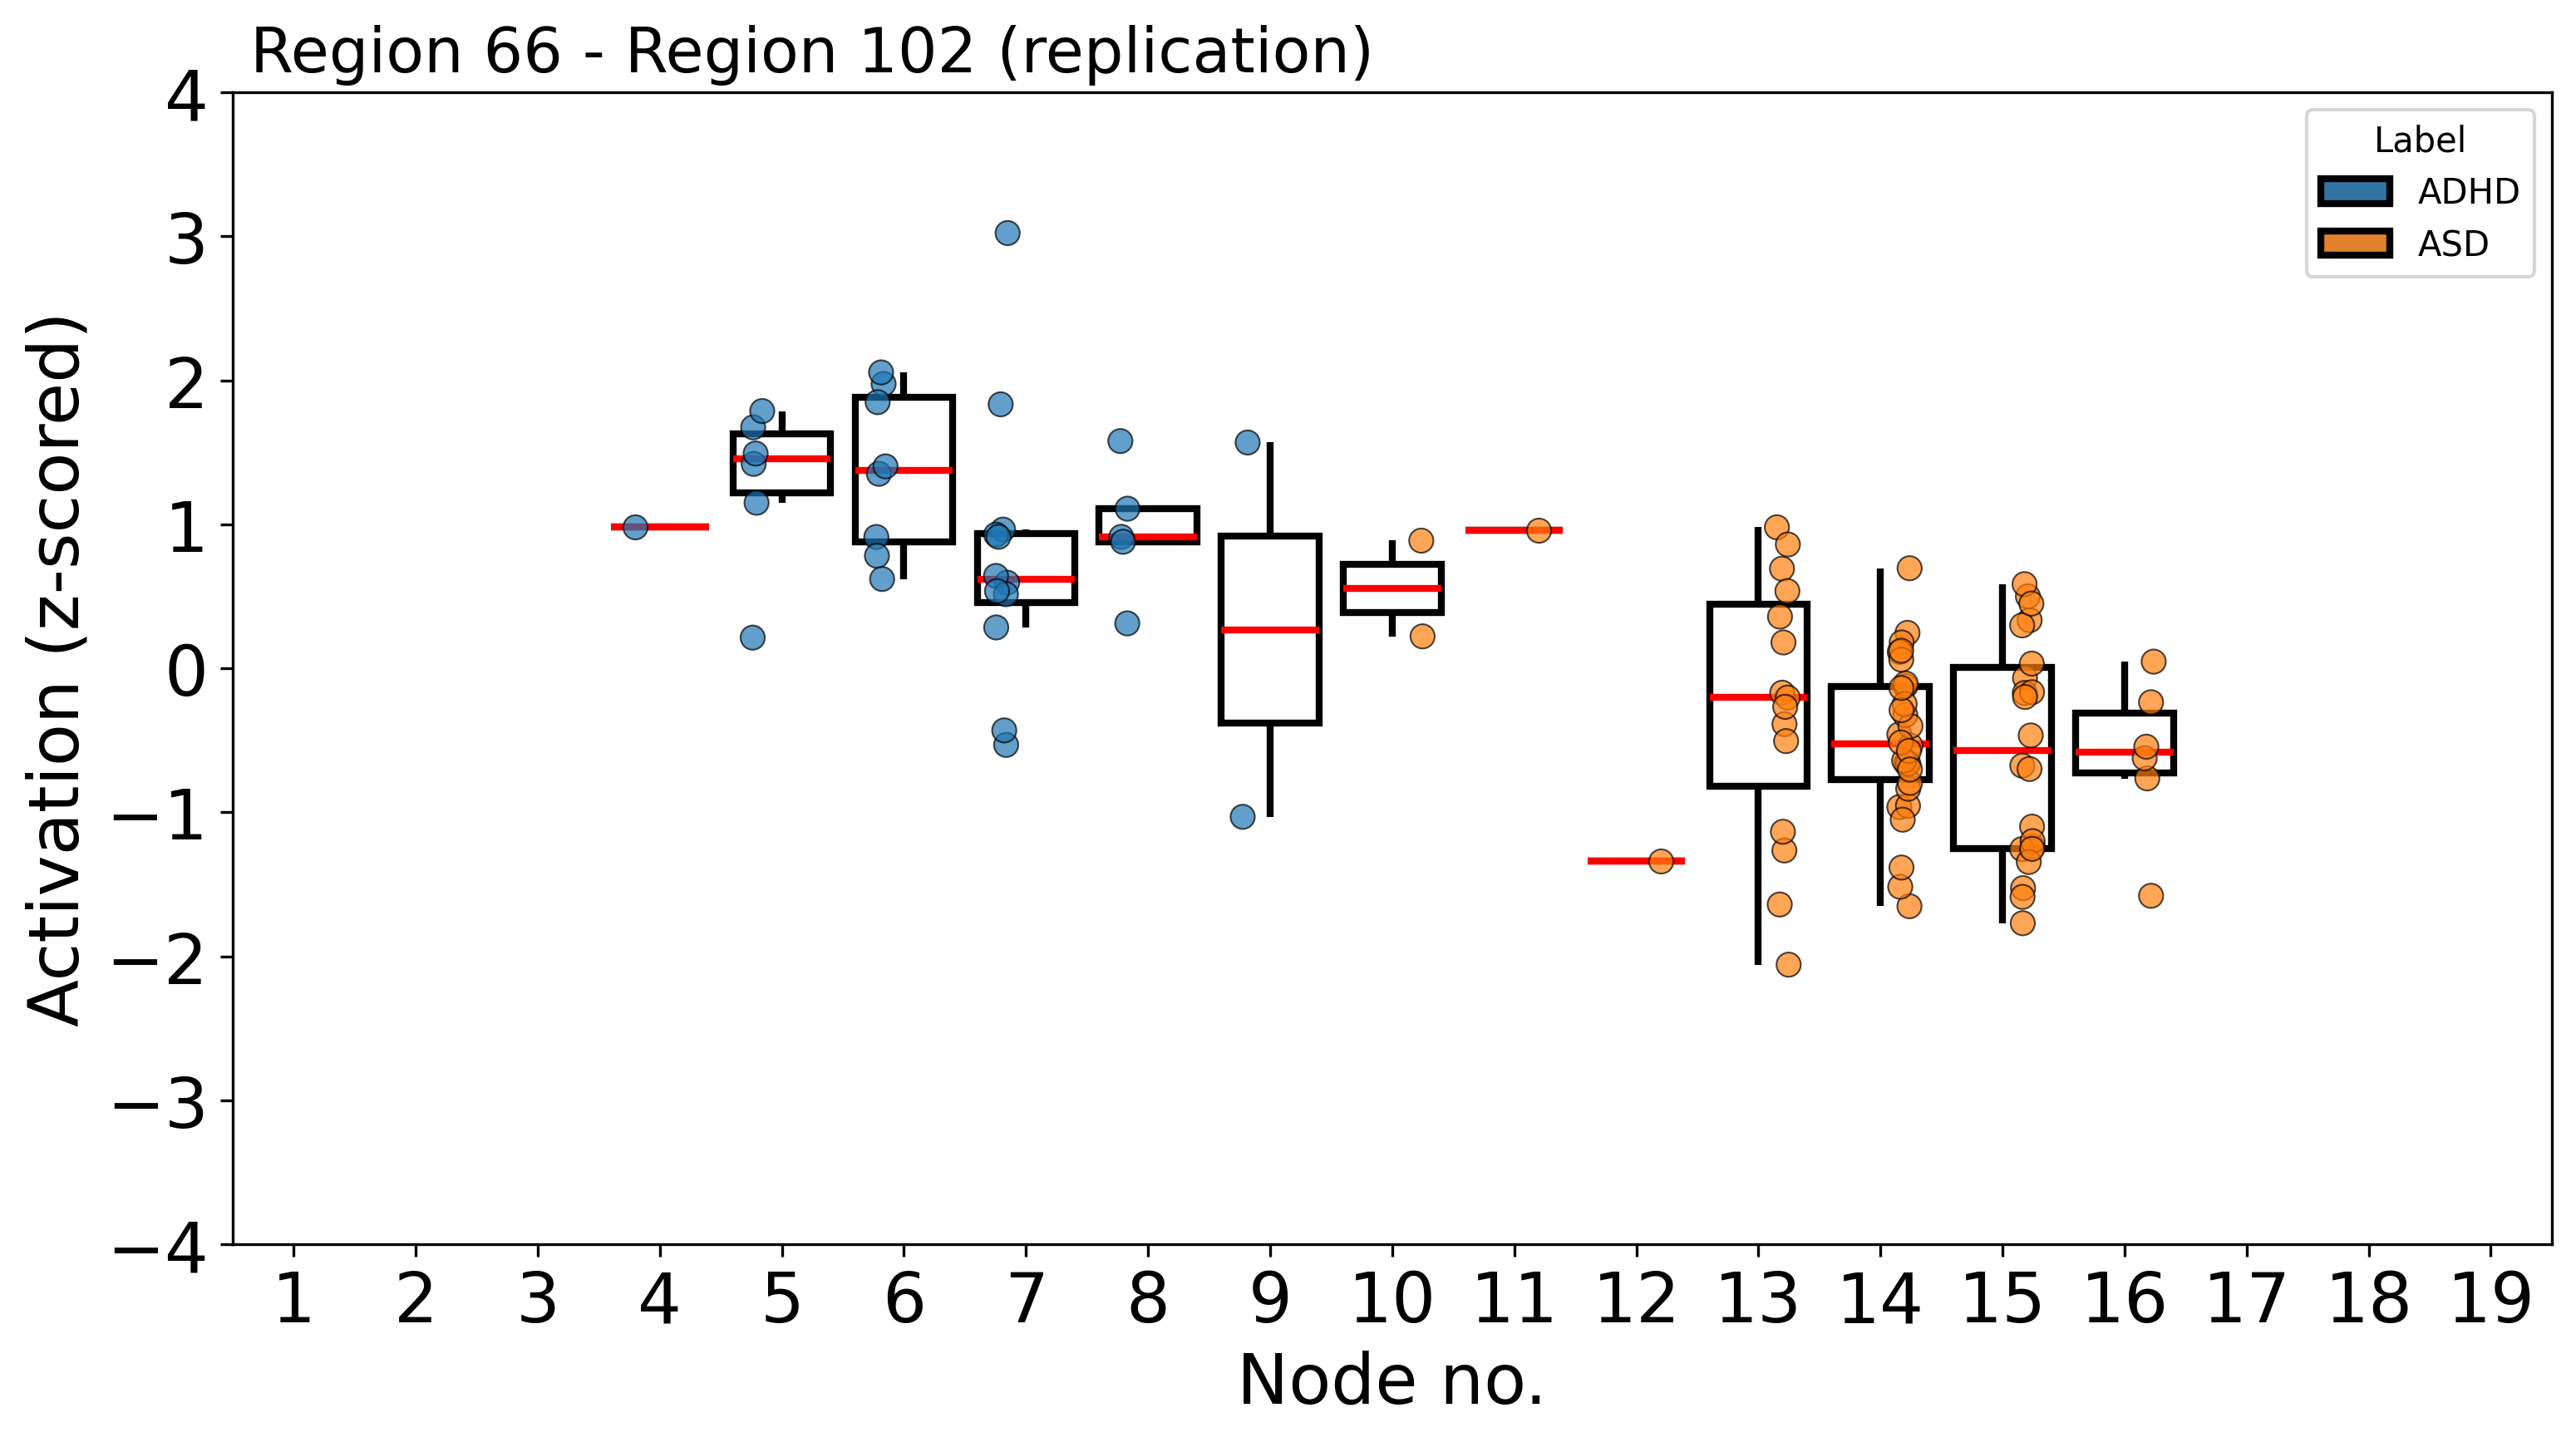 Region 66 - Region 102 (replication)
Label
ADHD
ASD
Activation (z-scored)
4
3
2
1
0
−1
−2
−3
−4
1 2 3 4 5 6 7 8 9 10 11 12 13 14 15 16 17 18 19
Node no.